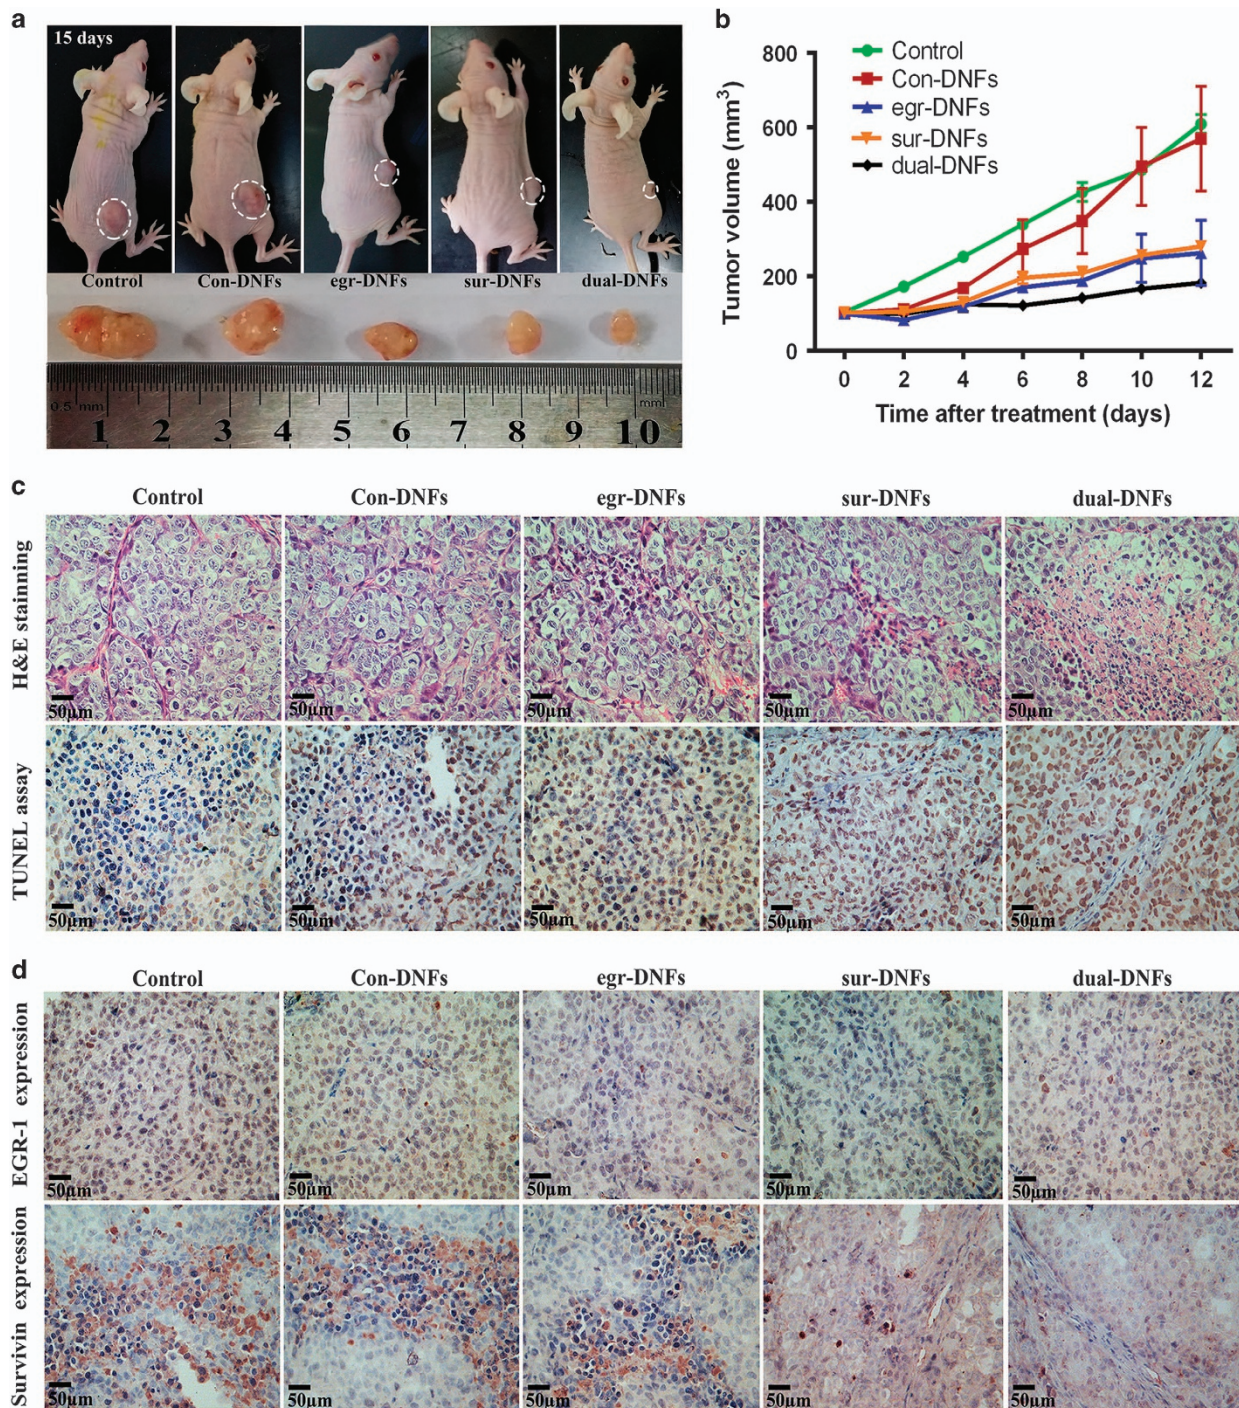 a
15 days
Control Con-DNFs egr-DNFs sur-DNFs dual-DNFs
0.5 mm mm
1 2 3 4 5 6 7 8 9 10
b
Control
Con-DNFs
egr-DNFs
sur-DNFs
dual-DNFs
Tumor volume (mm³)
800
600
400
200
0
0 2 4 6 8 10 12
Time after treatment (days)
c
Control Con-DNFs egr-DNFs sur-DNFs dual-DNFs
H&E staining
50µm 50µm 50µm 50µm 50µm
TUNEL assay
50µm 50µm 50µm 50µm 50µm
d
Control Con-DNFs egr-DNFs sur-DNFs dual-DNFs
EGR-1 expression
50µm 50µm 50µm 50µm 50µm
Survivin expression
50µm 50µm 50µm 50µm 50µm